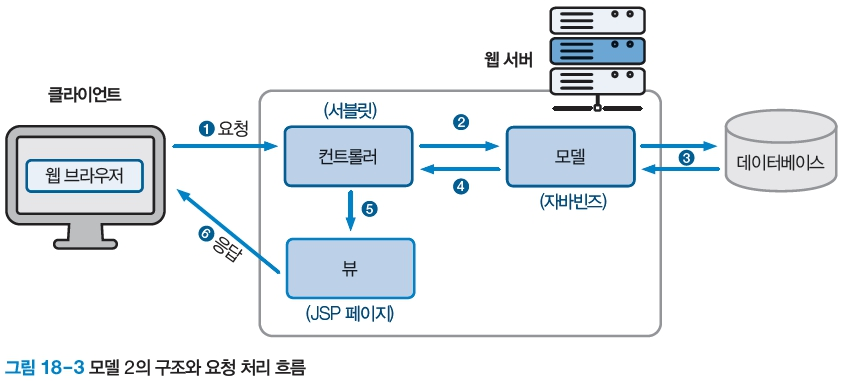 웹 서버
클라이언트
(서블릿)
❶ 요청
❷
컨트롤러
모델
❸
데이터베이스
웹 브라우저
❹
(자바빈즈)
❺
❻ 응답
뷰
(JSP 페이지)
그림 18-3 모델 2의 구조와 요청 처리 흐름